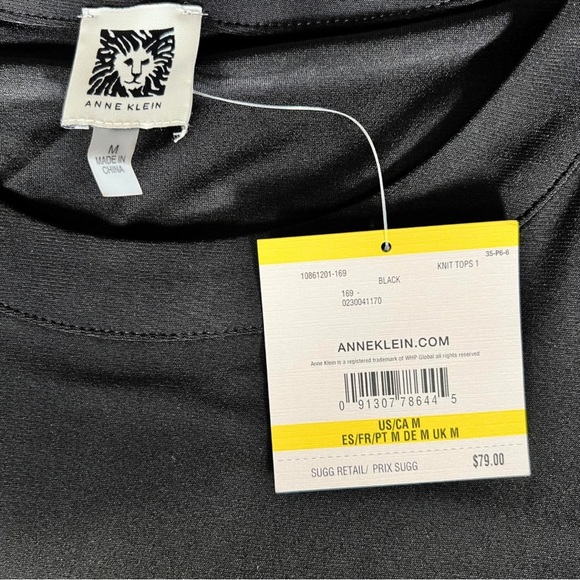 ANNE KLEIN
M
MADE IN
CHINA
35-P6-6
10861201-169 BLACK KNIT TOPS 1
169 -
0230041170
ANNEKLEIN.COM
Anne Klein is a registered trademark of WHP Global all rights reserved
0 91307 78644 5
US/CA M
ES/FR/PT M DE M UK M
SUGG RETAIL/ PRIX SUGG $79.00